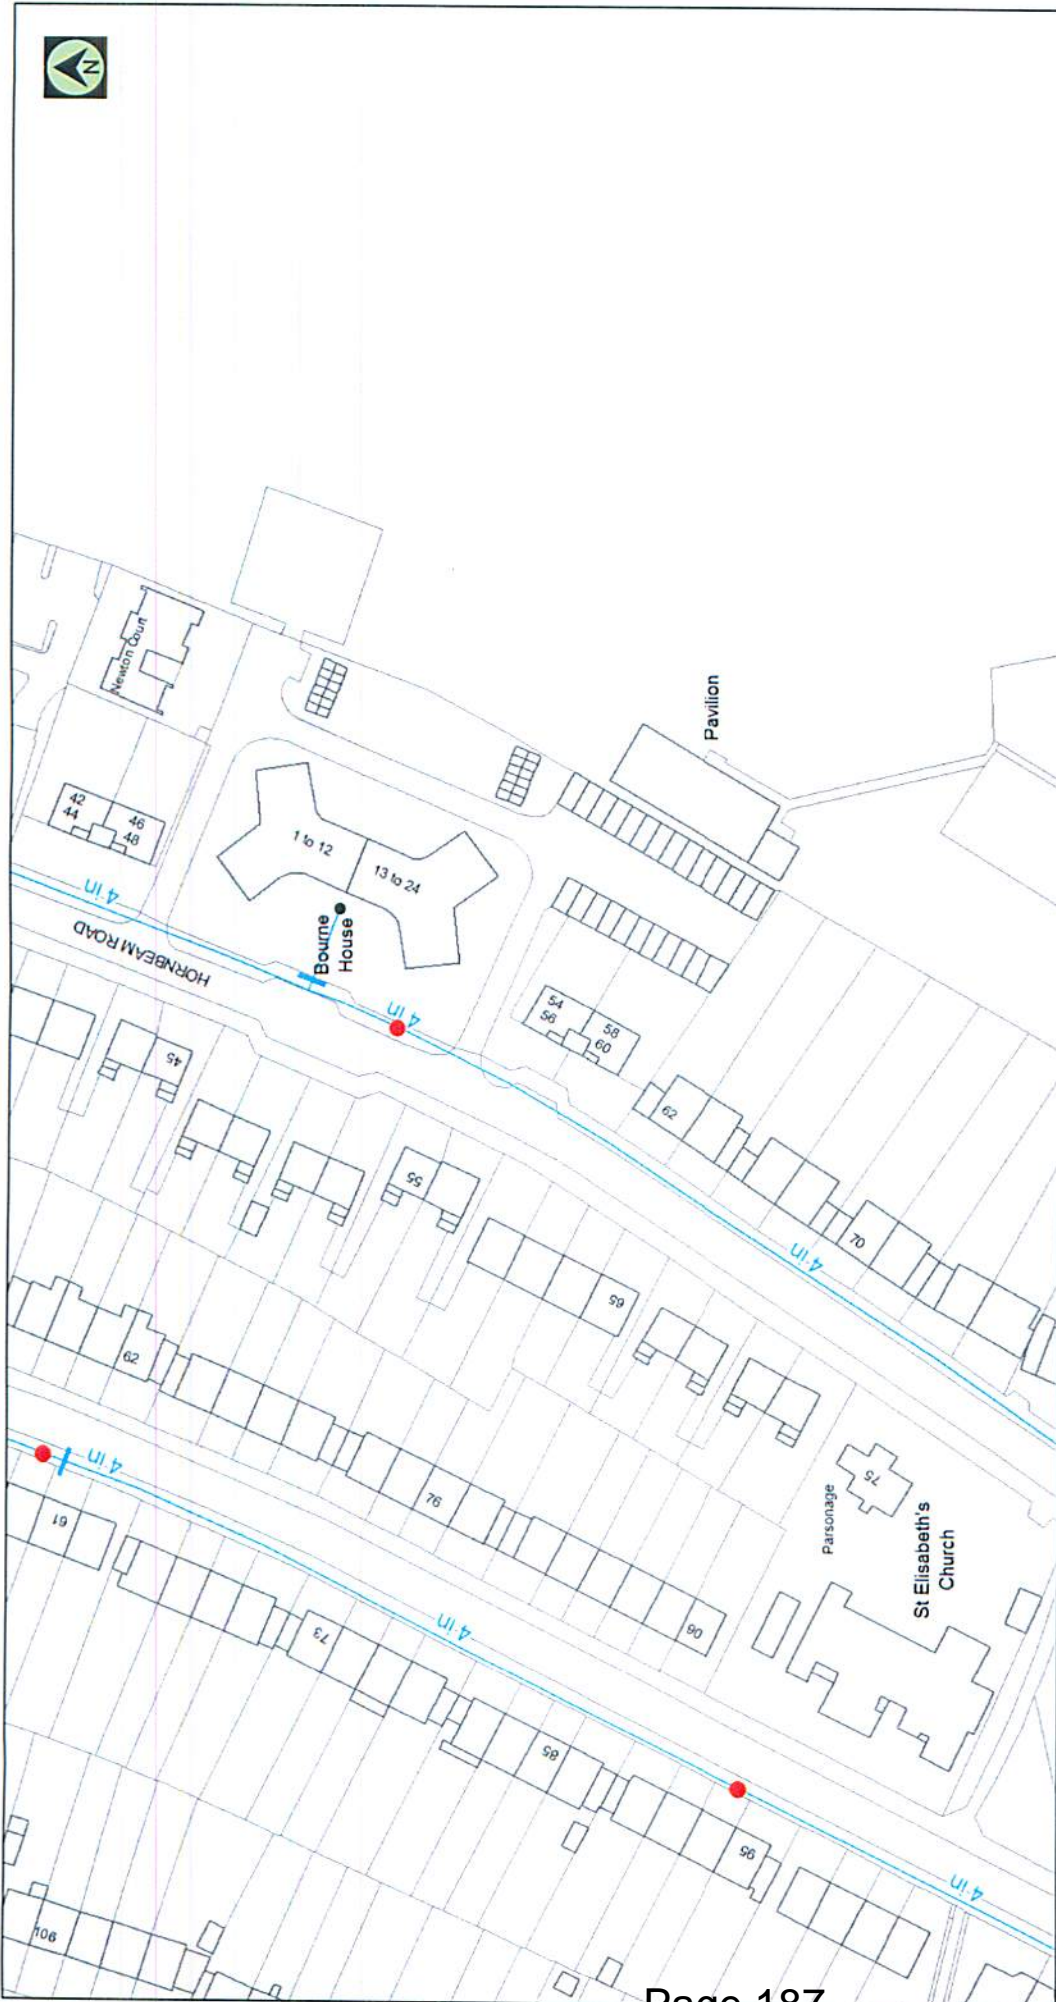 N
Newton Court
42
44
46
48
4 in
HORNBEAM ROAD
1 to 12
13 to 24
Bourne
House
4 in
Pavilion
54
56
58
60
45
62
55
70
4 in
65
62
4 in
61
76
75
Parsonage
St Elisabeth's
Church
73
4 in
90
85
95
4 in
106
Page 187